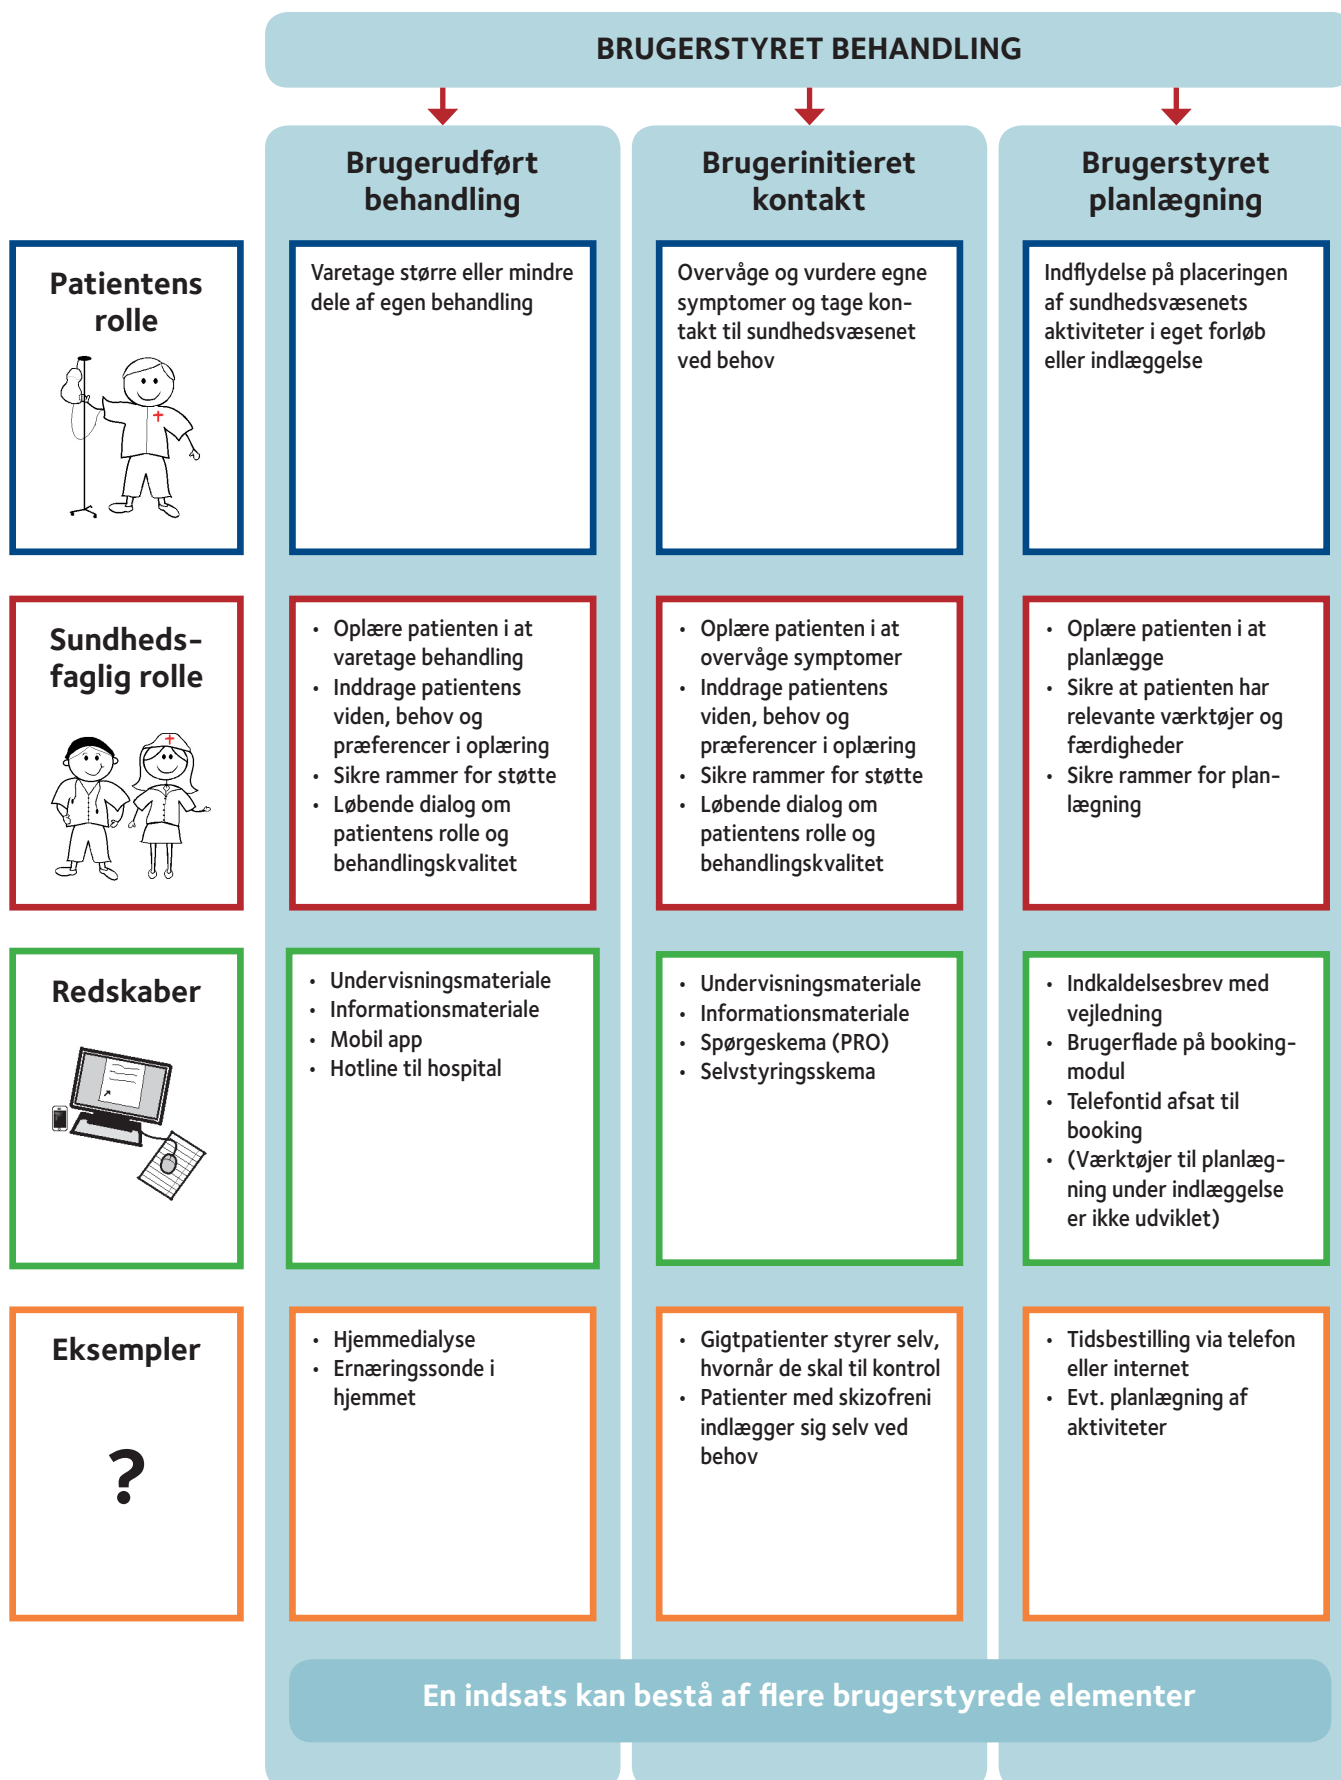 BRUGERSTYRET BEHANDLING
Brugerudført
behandling
Brugerinitieret
kontakt
Brugerstyret
planlægning
Patientens
rolle
Varetage større eller mindre
dele af egen behandling
Overvåge og vurdere egne
symptomer og tage kon-
takt til sundhedsvæsenet
ved behov
Indflydelse på placeringen
af sundhedsvæsenets
aktiviteter i eget forløb
eller indlæggelse
Sundheds-
faglig rolle
• Oplære patienten i at
varetage behandling
• Inddrage patientens
viden, behov og
præferencer i oplæring
• Sikre rammer for støtte
• Løbende dialog om
patientens rolle og
behandlingskvalitet
• Oplære patienten i at
overvåge symptomer
• Inddrage patientens
viden, behov og
præferencer i oplæring
• Sikre rammer for støtte
• Løbende dialog om
patientens rolle og
behandlingskvalitet
• Oplære patienten i at
planlægge
• Sikre at patienten har
relevante værktøjer og
færdigheder
• Sikre rammer for plan-
lægning
Redskaber
• Undervisningsmateriale
• Informationsmateriale
• Mobil app
• Hotline til hospital
• Undervisningsmateriale
• Informationsmateriale
• Spørgeskema (PRO)
• Selvstyringsskema
• Indkaldelsesbrev med
vejledning
• Brugerflade på booking-
modul
• Telefontid afsat til
booking
• (Værktøjer til planlæg-
ning under indlæggelse
er ikke udviklet)
Eksempler
?
• Hjemmedialyse
• Ernæringssonde i
hjemmet
• Gigtpatienter styrer selv,
hvornår de skal til kontrol
• Patienter med skizofreni
indlægger sig selv ved
behov
• Tidsbestilling via telefon
eller internet
• Evt. planlægning af
aktiviteter
En indsats kan bestå af flere brugerstyrede elementer